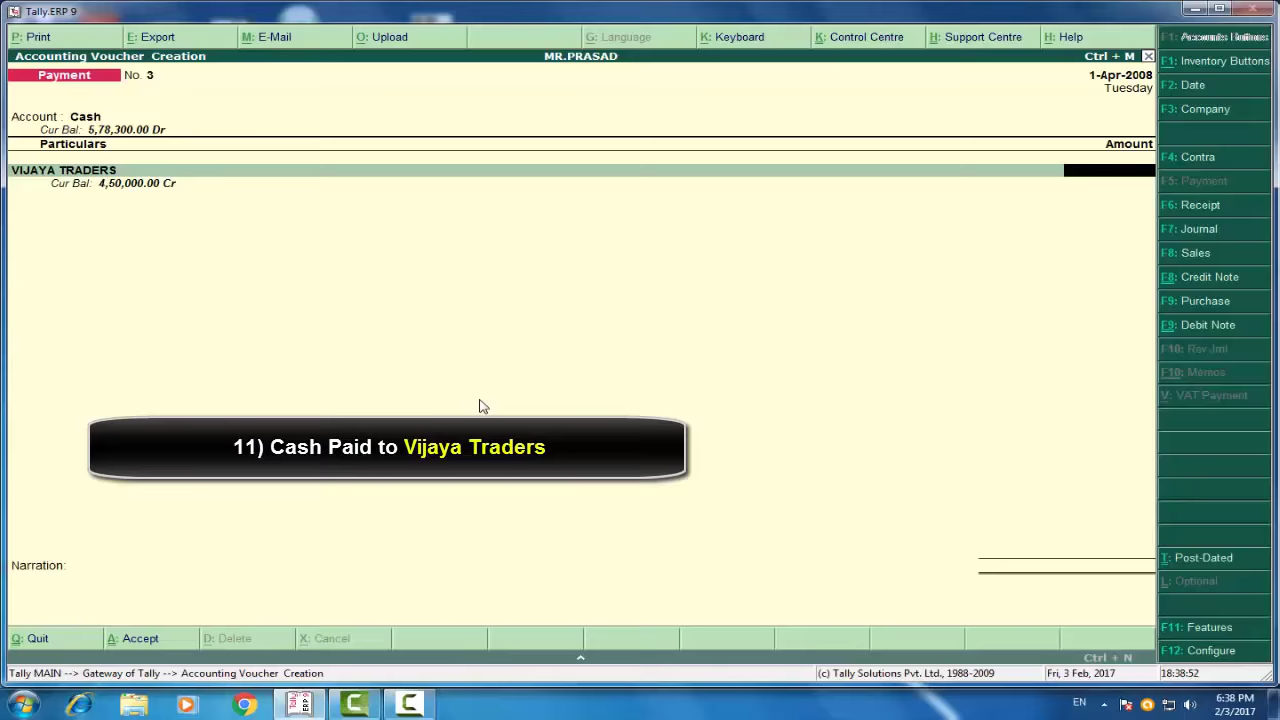 Tally.ERP 9
P: Print
E: Export
M: E-Mail
O: Upload
G: Language
K: Keyboard
K: Control Centre
H: Support Centre
H: Help
Accounting Voucher Creation
MR.PRASAD
Ctrl + M
Payment No. 3
1-Apr-2008
Tuesday
Account : Cash
Cur Bal: 5,78,300.00 Dr
Particulars
Amount
VIJAYA TRADERS
Cur Bal: 4,50,000.00 Cr
11) Cash Paid to Vijaya Traders
Narration:
F1: Inventory Buttons
F2: Date
F3: Company
F4: Contra
F5: Payment
F6: Receipt
F7: Journal
F8: Sales
F8: Credit Note
F9: Purchase
F9: Debit Note
F10: Rev Jrnl
F10: Memos
V: VAT Payment
T: Post-Dated
L: Optional
F11: Features
F12: Configure
Q: Quit
A: Accept
D: Delete
X: Cancel
Ctrl + N
Tally MAIN --> Gateway of Tally --> Accounting Voucher Creation
(c) Tally Solutions Pvt. Ltd., 1988-2009
Fri, 3 Feb, 2017
18:38:52
Tally ERP 9
EN
6:38 PM
2/3/2017